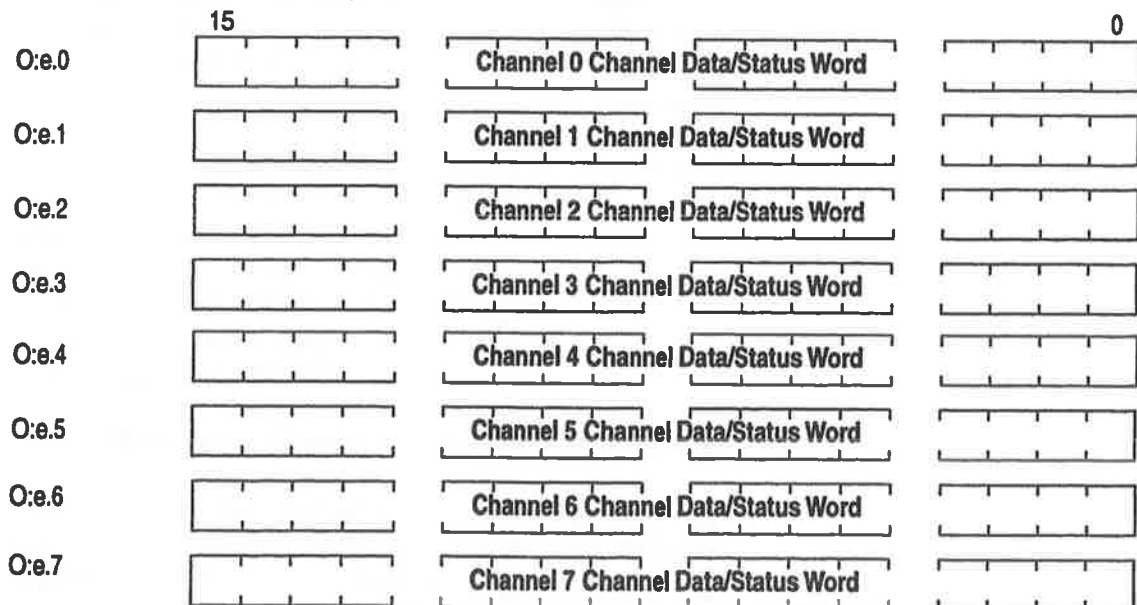 15 0
O:e.0 Channel 0 Channel Data/Status Word
O:e.1 Channel 1 Channel Data/Status Word
O:e.2 Channel 2 Channel Data/Status Word
O:e.3 Channel 3 Channel Data/Status Word
O:e.4 Channel 4 Channel Data/Status Word
O:e.5 Channel 5 Channel Data/Status Word
O:e.6 Channel 6 Channel Data/Status Word
O:e.7 Channel 7 Channel Data/Status Word